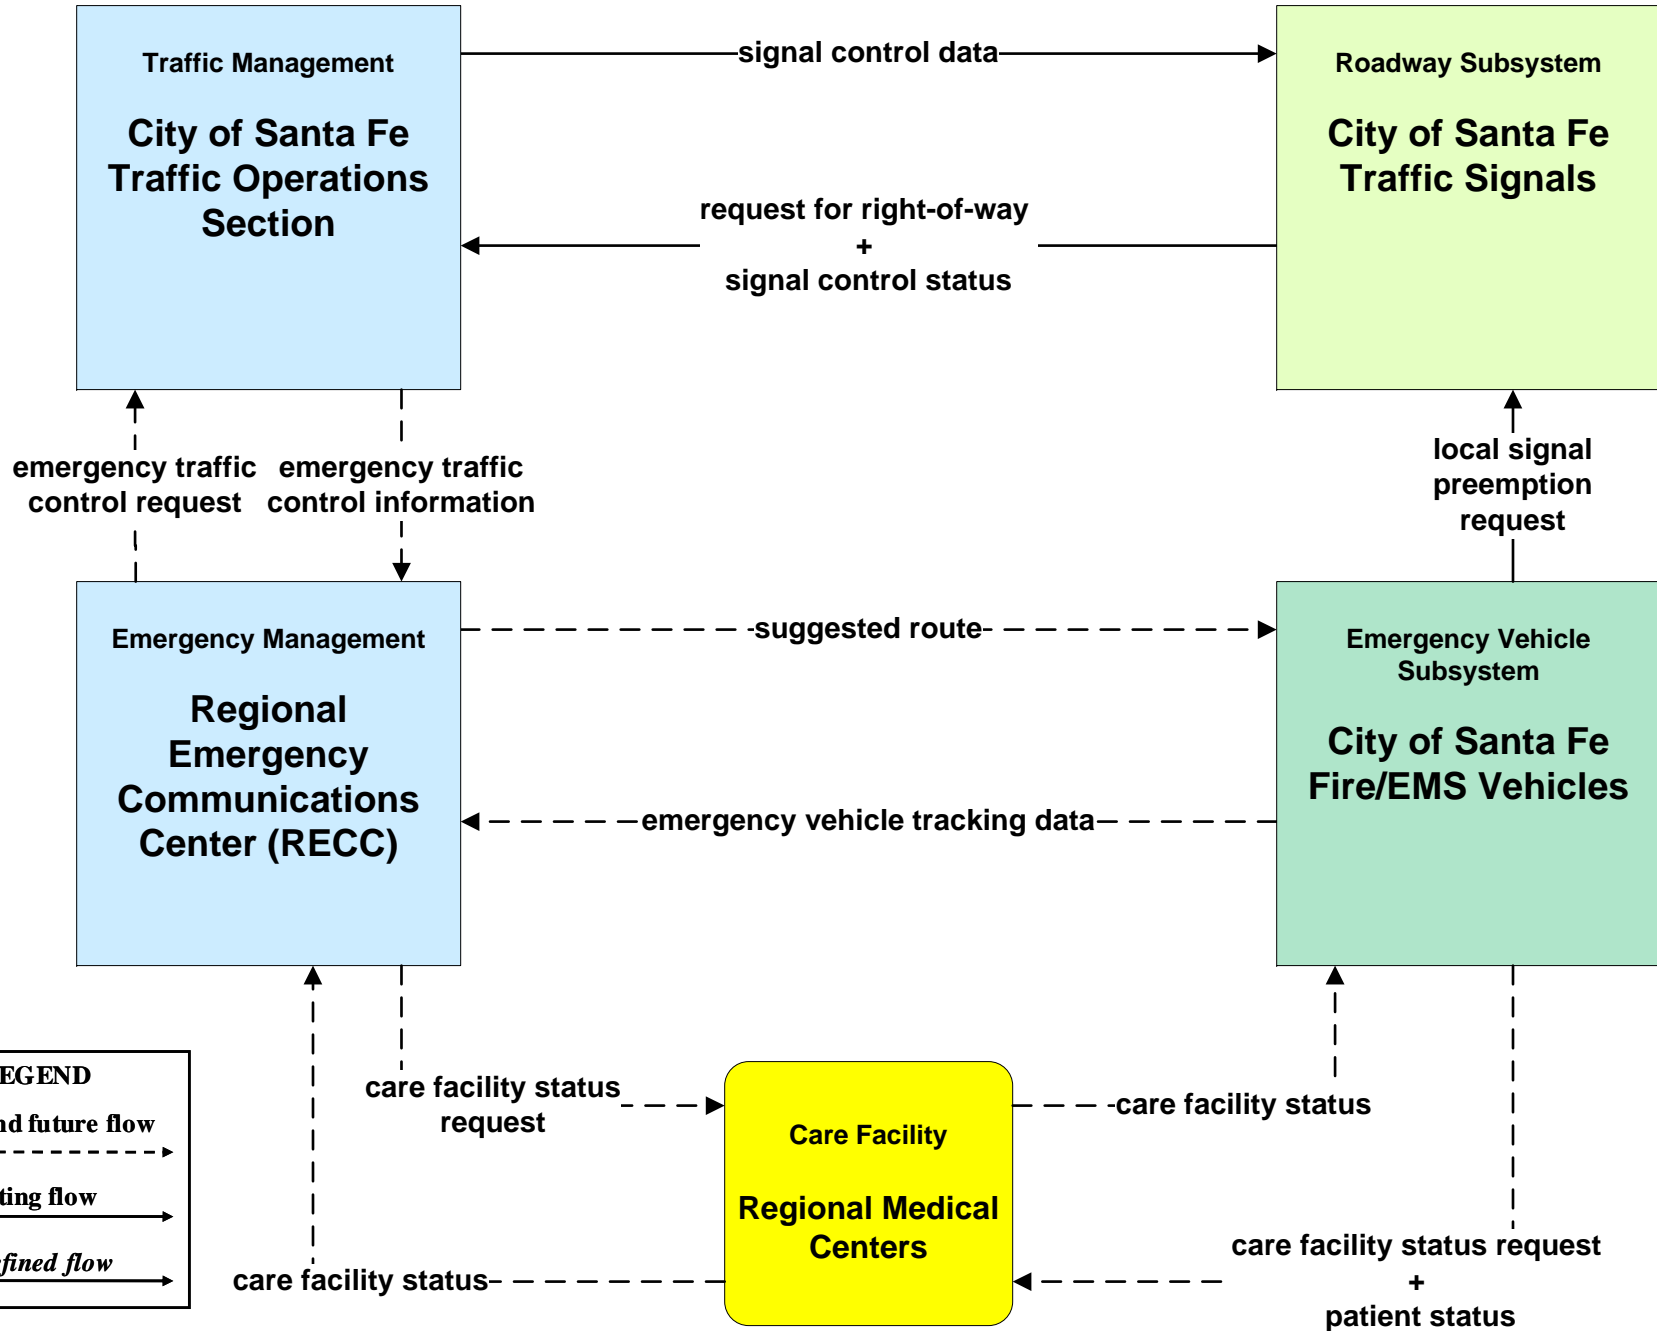 Traffic Management
City of Santa Fe
Traffic Operations
Section
signal control data
Roadway Subsystem
City of Santa Fe
Traffic Signals
request for right-of-way
+
signal control status
emergency traffic
control request
emergency traffic
control information
local signal
preemption
request
Emergency Management
Regional
Emergency
Communications
Center (RECC)
suggested route
Emergency Vehicle
Subsystem
City of Santa Fe
Fire/EMS Vehicles
emergency vehicle tracking data
EGEND
nd future flow
ting flow
fined flow
care facility status
request
care facility status
Care Facility
Regional Medical
Centers
care facility status
care facility status request
+
patient status